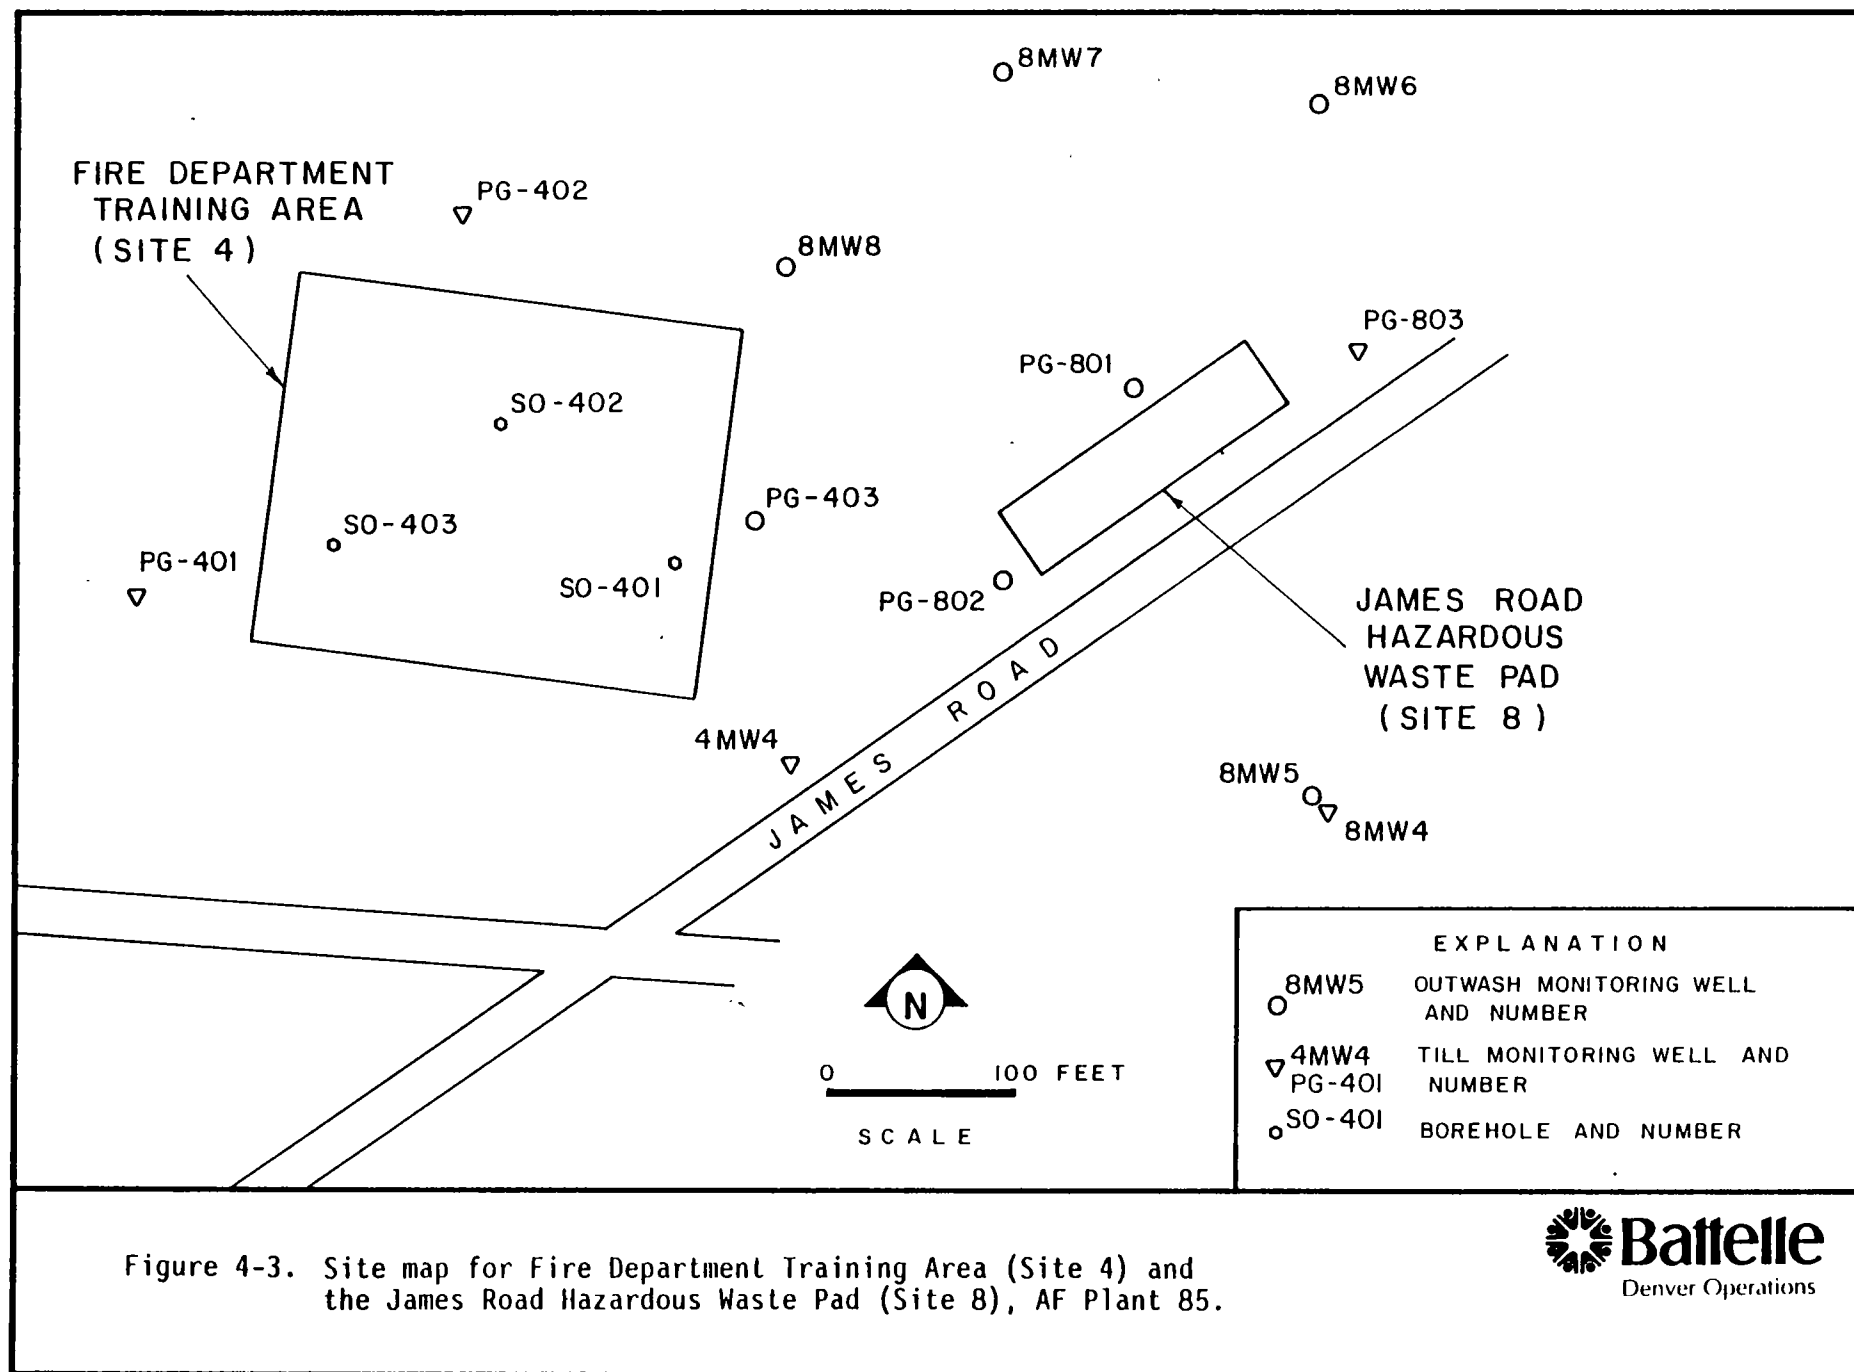 8MW7
8MW6
FIRE DEPARTMENT
TRAINING AREA
(SITE 4)
PG-402
8MW8
PG-803
PG-801
SO-402
PG-403
SO-403
PG-401
SO-401
PG-802
JAMES ROAD
HAZARDOUS
WASTE PAD
(SITE 8)
JAMES ROAD
4MW4
8MW5
8MW4
EXPLANATION
8MW5 OUTWASH MONITORING WELL
AND NUMBER
4MW4 TILL MONITORING WELL AND
PG-401 NUMBER
SO-401 BOREHOLE AND NUMBER
N
0 100 FEET
SCALE
Figure 4-3. Site map for Fire Department Training Area (Site 4) and
the James Road Hazardous Waste Pad (Site 8), AF Plant 85.
Battelle
Denver Operations